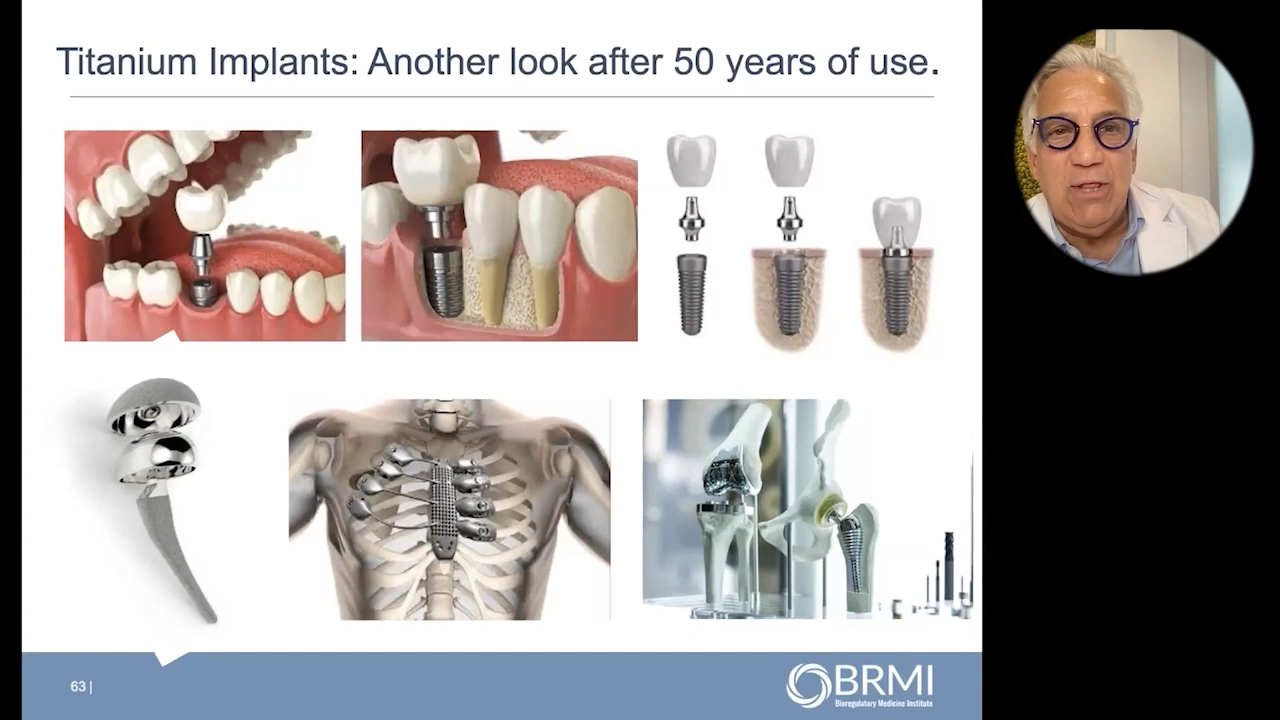 Titanium Implants: Another look after 50 years of use.
63 |
BRMI
Bioregulatory Medicine Institute